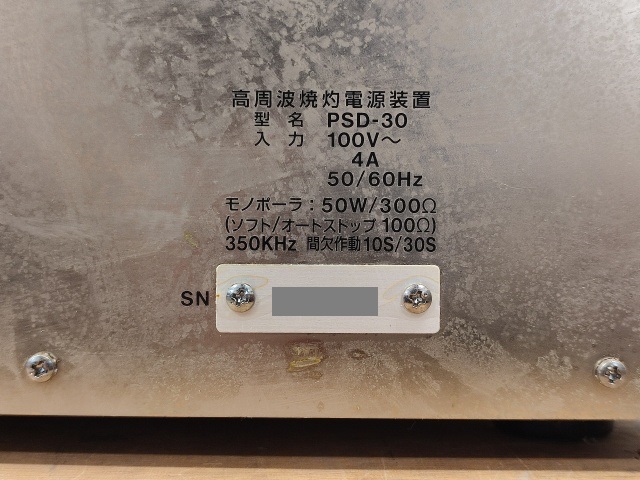 高周波焼灼電源装置
型 名 PSD-30
入 力 100V～
4A
50/60Hz
モノポーラ：50W/300Ω
(ソフト/オートストップ 100Ω)
350KHz 間欠作動10S/30S
SN